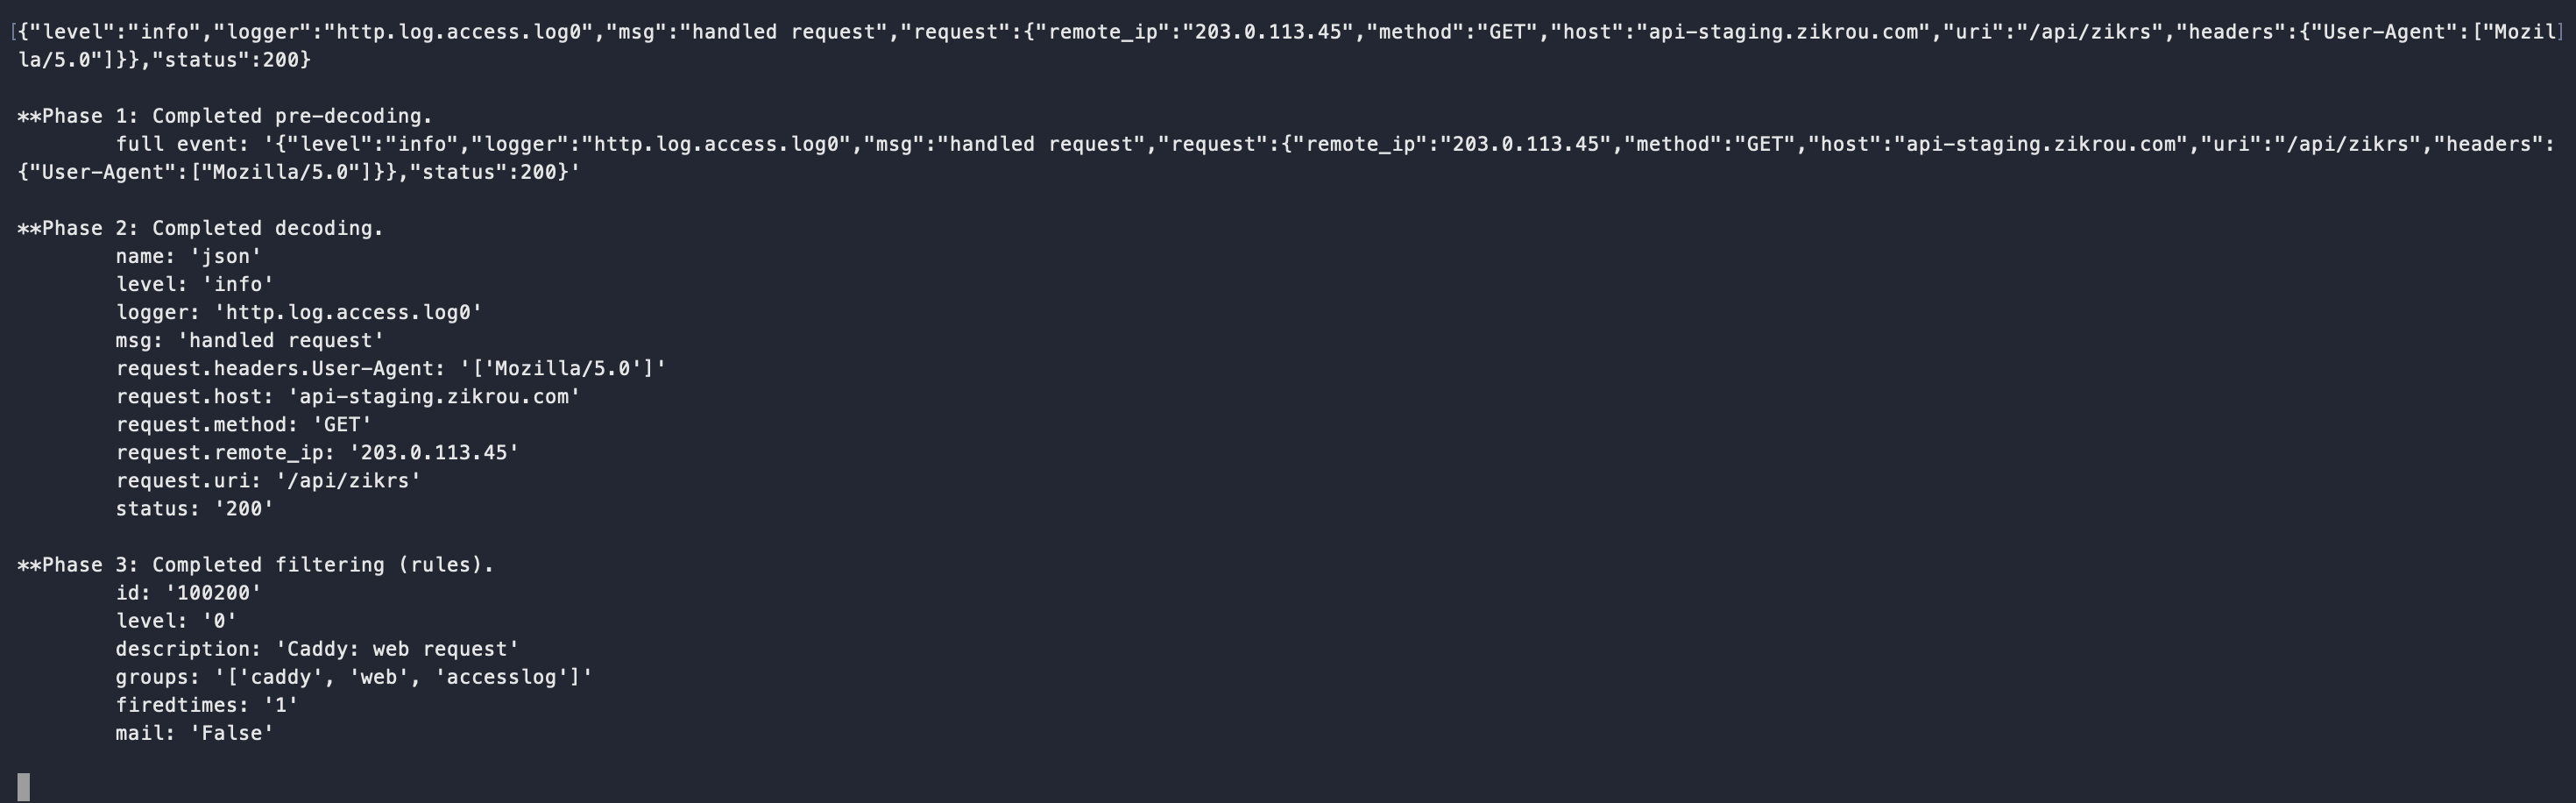 [{"level":"info","logger":"http.log.access.log0","msg":"handled request","request":{"remote_ip":"203.0.113.45","method":"GET","host":"api-staging.zikrou.com","uri":"/api/zikrs","headers":{"User-Agent":["Mozil]
la/5.0"]}},"status":200}
**Phase 1: Completed pre-decoding.
full event: '{"level":"info","logger":"http.log.access.log0","msg":"handled request","request":{"remote_ip":"203.0.113.45","method":"GET","host":"api-staging.zikrou.com","uri":"/api/zikrs","headers":
{"User-Agent":["Mozilla/5.0"]}},"status":200}'
**Phase 2: Completed decoding.
name: 'json'
level: 'info'
logger: 'http.log.access.log0'
msg: 'handled request'
request.headers.User-Agent: '['Mozilla/5.0']'
request.host: 'api-staging.zikrou.com'
request.method: 'GET'
request.remote_ip: '203.0.113.45'
request.uri: '/api/zikrs'
status: '200'
**Phase 3: Completed filtering (rules).
id: '100200'
level: '0'
description: 'Caddy: web request'
groups: '['caddy', 'web', 'accesslog']'
firedtimes: '1'
mail: 'False'